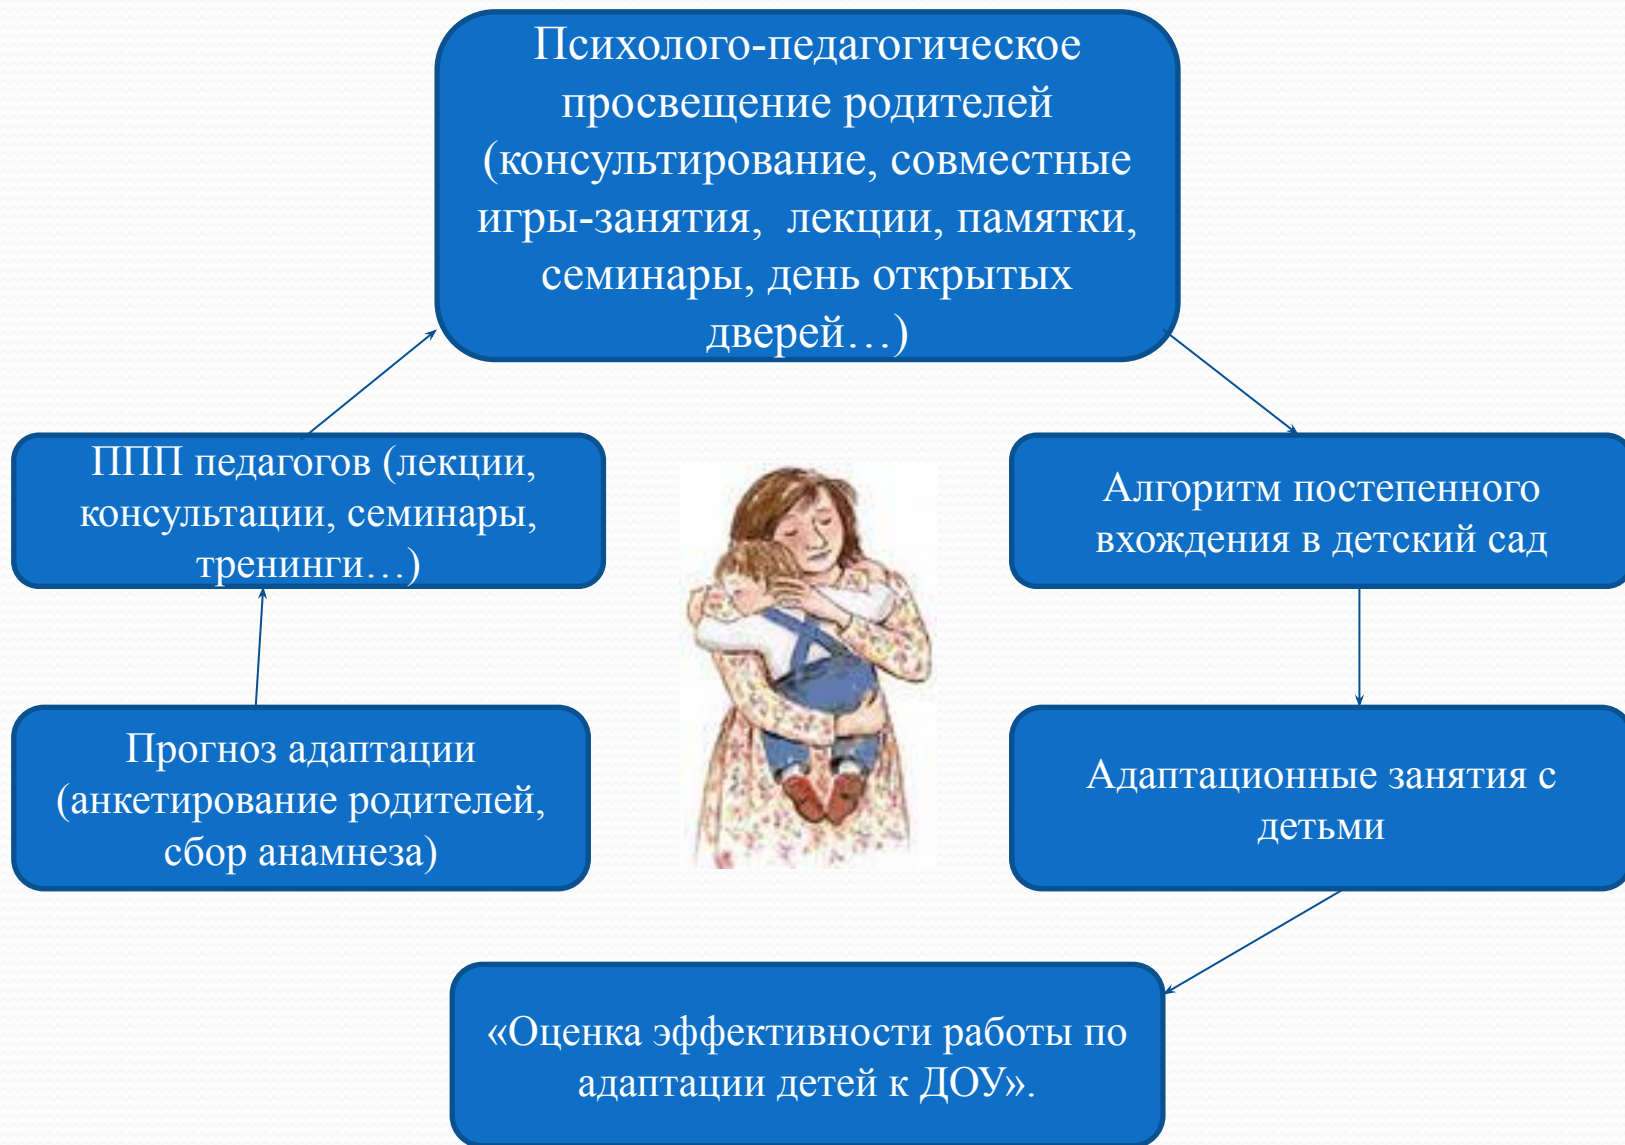 Психолого-педагогическое
просвещение родителей
(консультирование, совместные
игры-занятия, лекции, памятки,
семинары, день открытых
дверей…)
ППП педагогов (лекции,
консультации, семинары,
тренинги…)
Алгоритм постепенного
вхождения в детский сад
Прогноз адаптации
(анкетирование родителей,
сбор анамнеза)
Адаптационные занятия с
детьми
«Оценка эффективности работы по
адаптации детей к ДОУ».